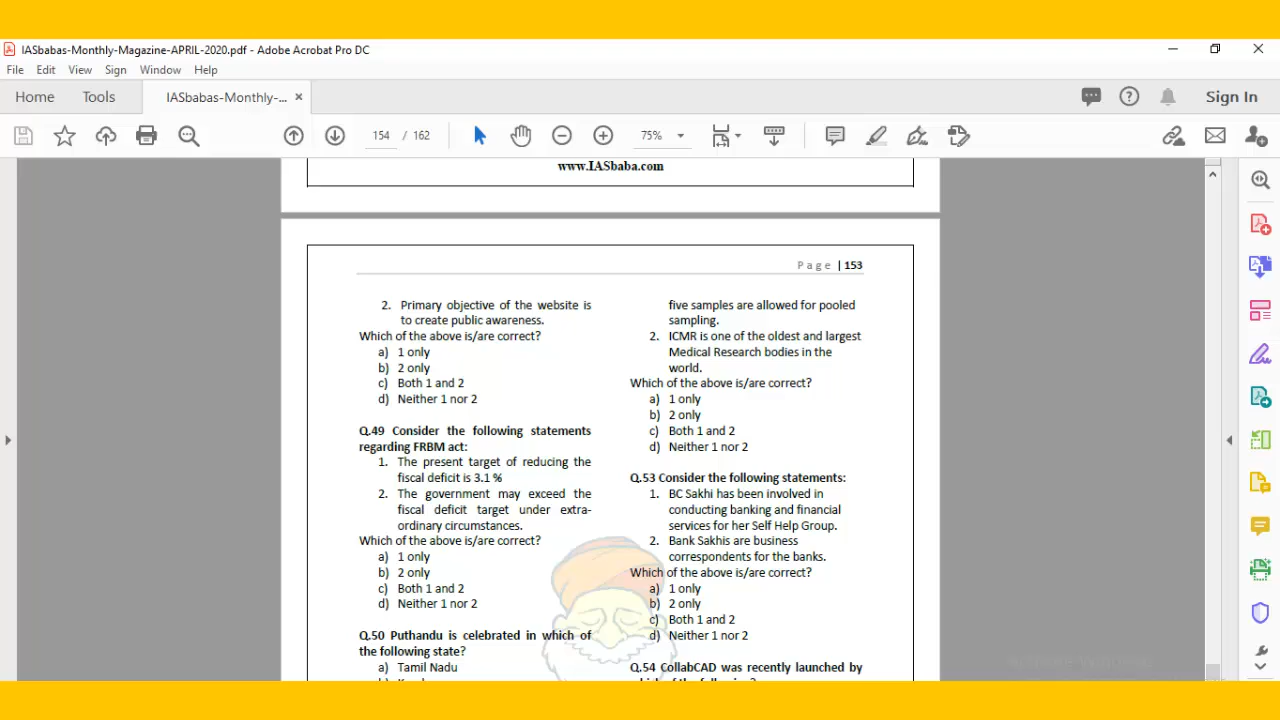 IASbabas-Monthly-Magazine-APRIL-2020.pdf - Adobe Acrobat Pro DC
File Edit View Sign Window Help
Home Tools IASbabas-Monthly-... × Sign In
154 / 162 75%
www.IASbaba.com
Page | 153
2. Primary objective of the website is
to create public awareness.
Which of the above is/are correct?
a) 1 only
b) 2 only
c) Both 1 and 2
d) Neither 1 nor 2
Q.49 Consider the following statements
regarding FRBM act:
1. The present target of reducing the
fiscal deficit is 3.1 %
2. The government may exceed the
fiscal deficit target under extra-
ordinary circumstances.
Which of the above is/are correct?
a) 1 only
b) 2 only
c) Both 1 and 2
d) Neither 1 nor 2
Q.50 Puthandu is celebrated in which of
the following state?
a) Tamil Nadu
five samples are allowed for pooled
sampling.
2. ICMR is one of the oldest and largest
Medical Research bodies in the
world.
Which of the above is/are correct?
a) 1 only
b) 2 only
c) Both 1 and 2
d) Neither 1 nor 2
Q.53 Consider the following statements:
1. BC Sakhi has been involved in
conducting banking and financial
services for her Self Help Group.
2. Bank Sakhis are business
correspondents for the banks.
Which of the above is/are correct?
a) 1 only
b) 2 only
c) Both 1 and 2
d) Neither 1 nor 2
Q.54 CollabCAD was recently launched by